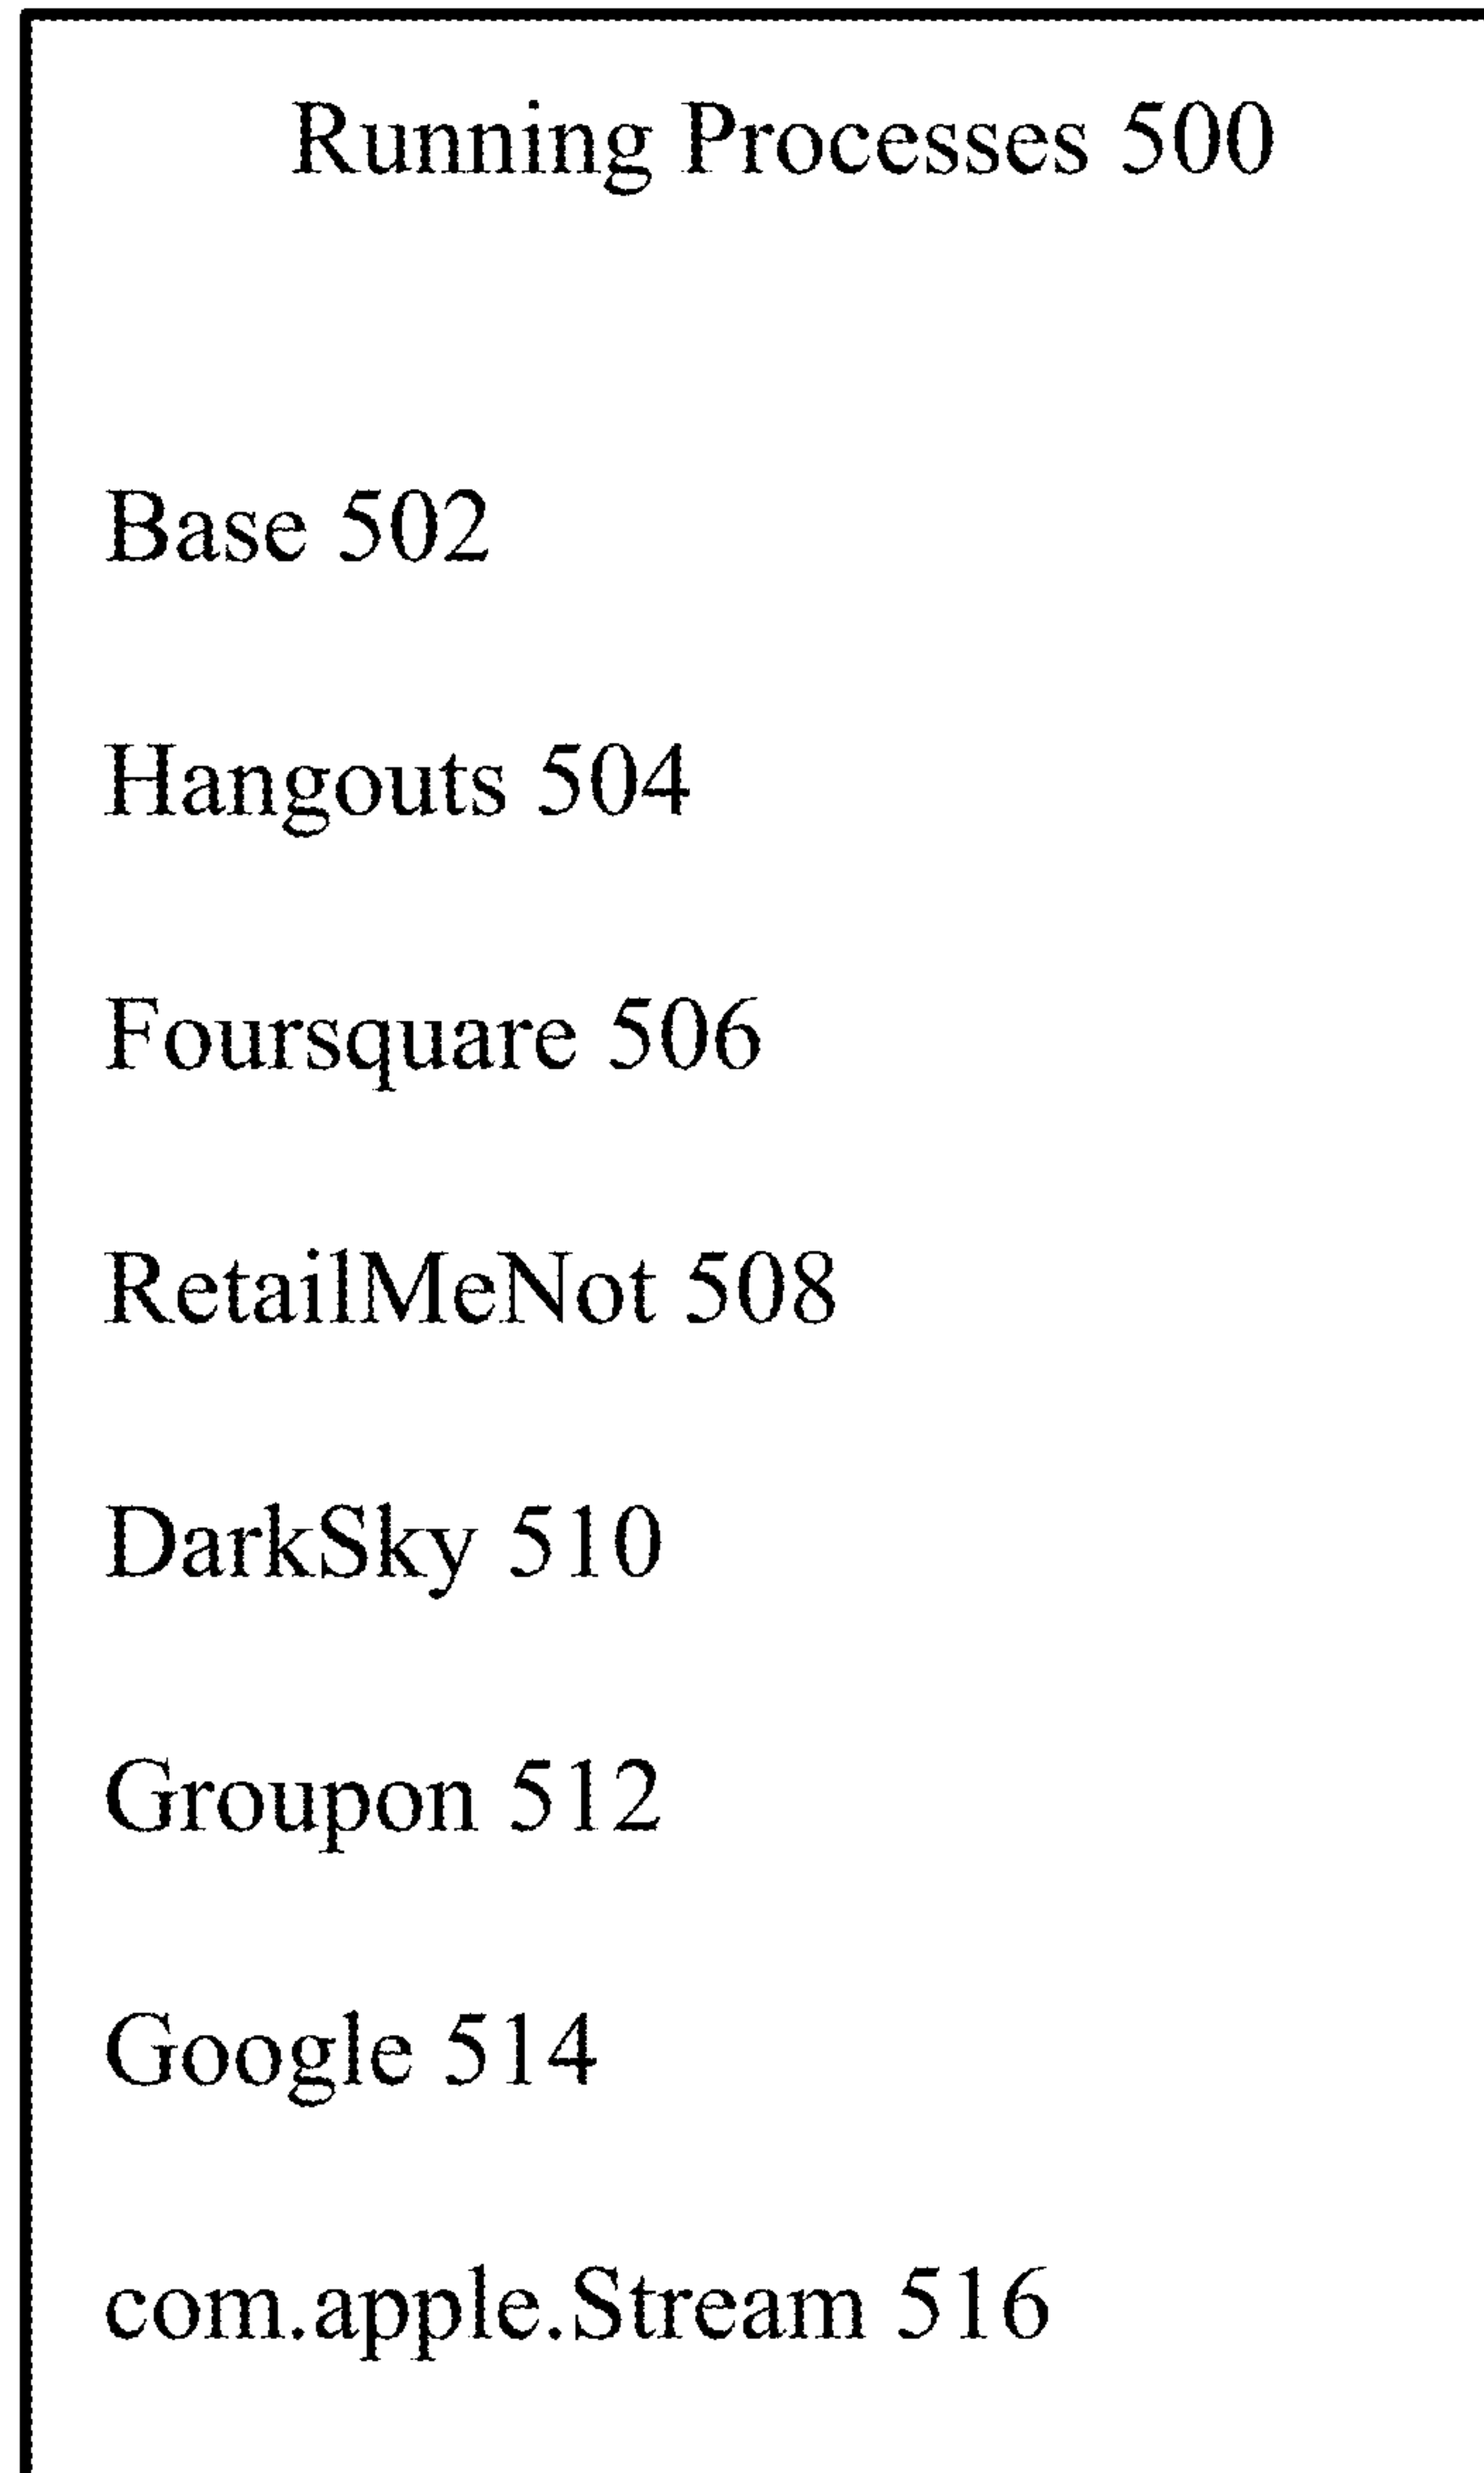 Running Processes 500
Base 502
Hangouts 504
Foursquare 506
RetailMeNot 508
DarkSky 510
Groupon 512
Google 514
com.apple.Stream 516